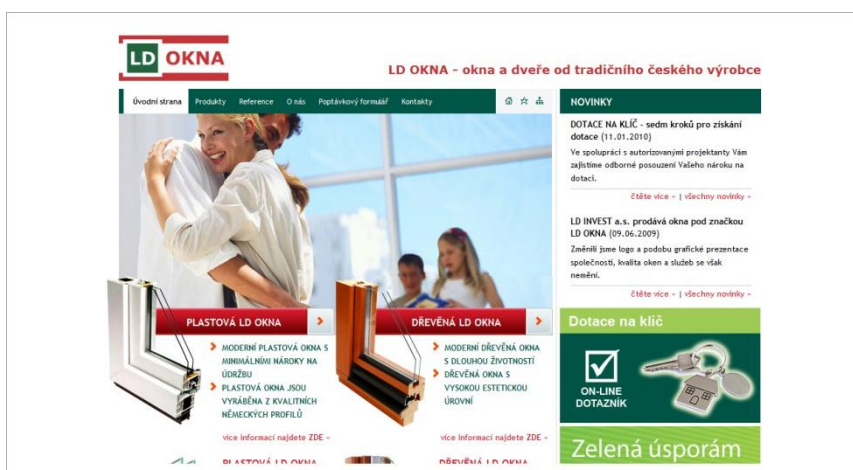 LD OKNA
LD OKNA - okna a dveře od tradičního českého výrobce
Úvodní strana Produkty Reference O nás Poptávkový formulář Kontakty
NOVINKY
DOTACE NA KLÍČ - sedm kroků pro získání
dotace (11.01.2010)
Ve spolupráci s autorizovanými projektanty Vám
zajistíme odborné posouzení Vašeho nároku na
dotaci.
čtěte více » | všechny novinky »
LD INVEST a.s. prodává okna pod značkou
LD OKNA (09.06.2009)
Změnili jsme logo a podobu grafické prezentace
společnosti, kvalita oken a služeb se však
nemění.
čtěte více » | všechny novinky »
PLASTOVÁ LD OKNA
MODERNÍ PLASTOVÁ OKNA S
MINIMÁLNÍMI NÁROKY NA
ÚDRŽBU
PLASTOVÁ OKNA JSOU
VYRÁBĚNA Z KVALITNÍCH
NĚMECKÝCH PROFILŮ
více informací najdete ZDE »
DŘEVĚNÁ LD OKNA
MODERNÍ DŘEVĚNÁ OKNA
S DLOUHOU ŽIVOTNOSTÍ
DŘEVĚNÁ OKNA S
VYSOKOU ESTETICKOU
ÚROVNÍ
více informací najdete ZDE »
Dotace na klíč
ON-LINE
DOTAZNÍK
Zelená úsporám
PLASTOVÁ LD OKNA
DŘEVĚNÁ LD OKNA